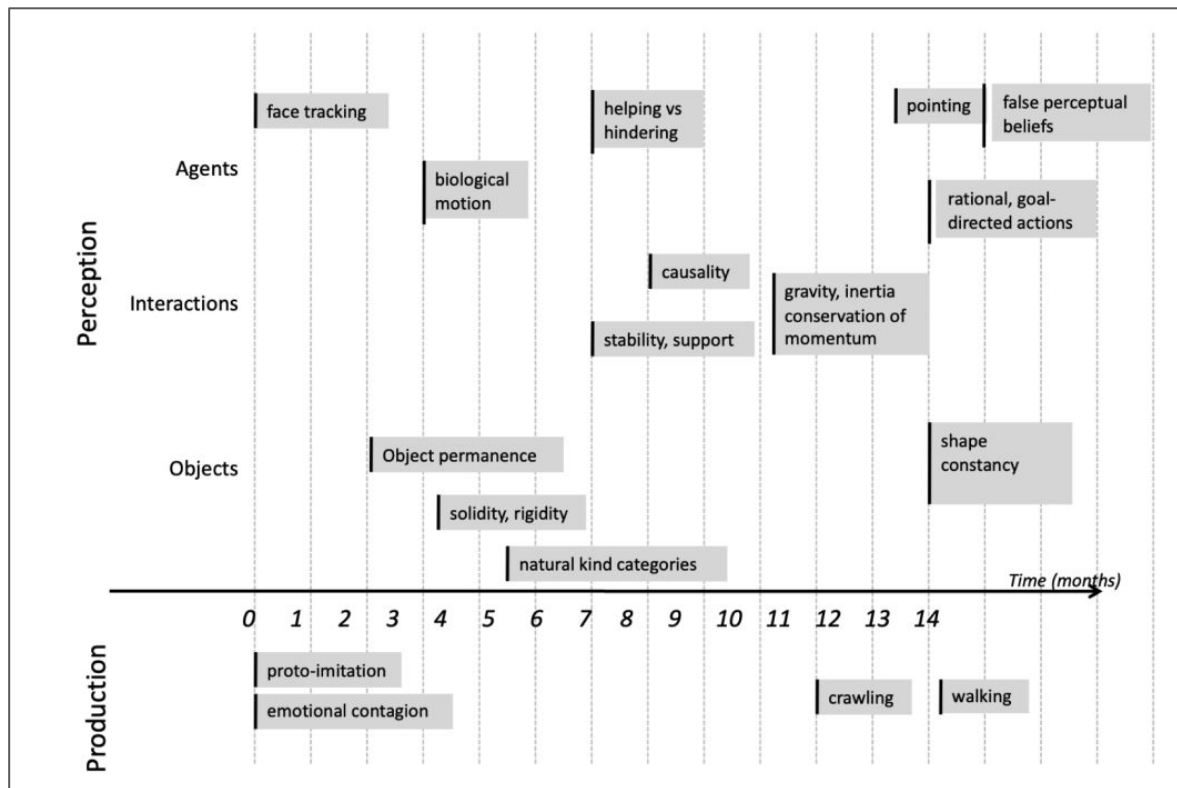 face tracking
helping vs
hindering
pointing
false perceptual
beliefs
Agents
biological
motion
rational, goal-
directed actions
Perception
causality
Interactions
gravity, inertia
conservation of
momentum
stability, support
Object permanence
shape
constancy
Objects
solidity, rigidity
natural kind categories
Time (months)
0 1 2 3 4 5 6 7 8 9 10 11 12 13 14
Production
proto-imitation
emotional contagion
crawling
walking